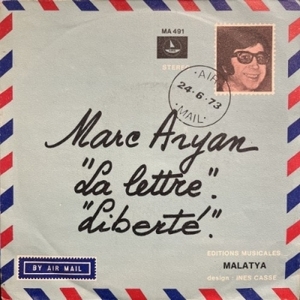 MA 491
STEREO
AIR
24-6-73
MAIL
Marc Aryan
"La lettre".
"Liberté".
EDITIONS MUSICALES
MALATYA
design: INES CASSE
BY AIR MAIL